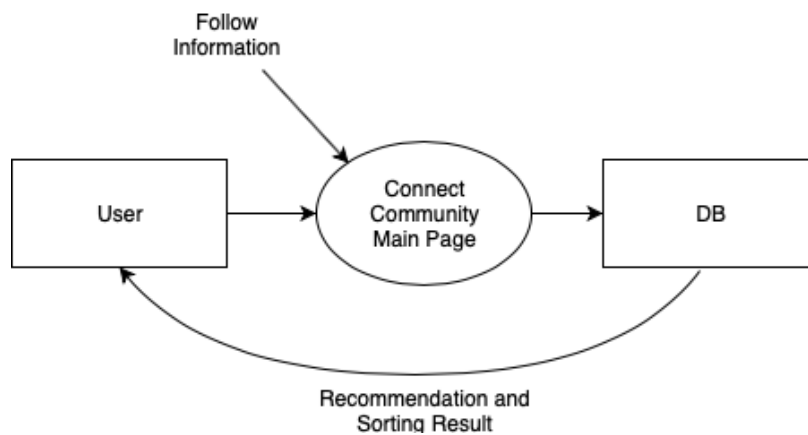 Follow
Information
User
Connect
Community
Main Page
DB
Recommendation and
Sorting Result